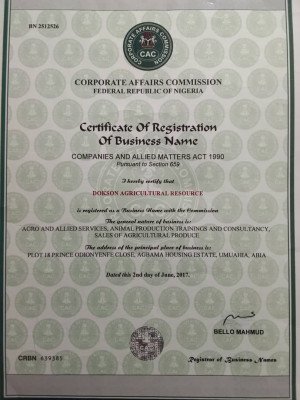 BN 2512526
CORPORATE AFFAIRS COMMISSION
CAC
CORPORATE AFFAIRS COMMISSION
FEDERAL REPUBLIC OF NIGERIA
Certificate Of Registration
Of Business Name
COMPANIES AND ALLIED MATTERS ACT 1990
Pursuant to Section 659
I hereby certify that
DOKSON AGRICULTURAL RESOURCE
is registered as a Business Name with the Commission
The general nature of business is:
AGRO AND ALLIED SERVICES, ANIMAL PRODUCTION TRAININGS AND CONSULTANCY,
SALES OF AGRICULTURAL PRODUCE
The address of the principal place of business is:
PLOT 18 PRINCE ODIONYENFE CLOSE, AGBAMA HOUSING ESTATE, UMUAHIA, ABIA
Dated this 2nd day of June, 2017.
BELLO MAHMUD
CRBN 639385
Registrar of Business Names